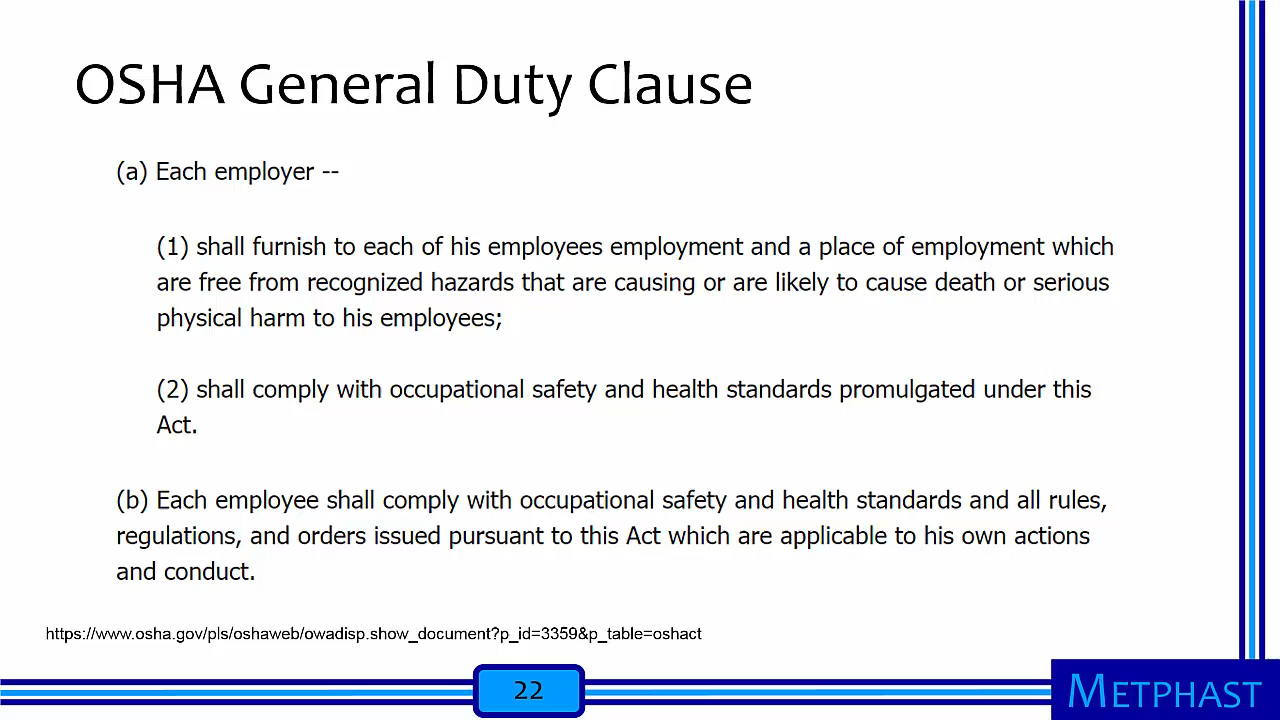 OSHA General Duty Clause
(a) Each employer --
(1) shall furnish to each of his employees employment and a place of employment which
are free from recognized hazards that are causing or are likely to cause death or serious
physical harm to his employees;
(2) shall comply with occupational safety and health standards promulgated under this
Act.
(b) Each employee shall comply with occupational safety and health standards and all rules,
regulations, and orders issued pursuant to this Act which are applicable to his own actions
and conduct.
https://www.osha.gov/pls/oshaweb/owadisp.show_document?p_id=3359&p_table=oshact
22
METPHAST